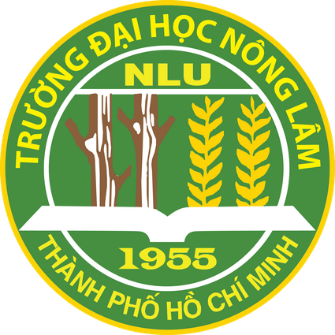 TRƯỜNG ĐẠI HỌC NÔNG LÂM
NLU
1955
THÀNH PHỐ HỒ CHÍ MINH